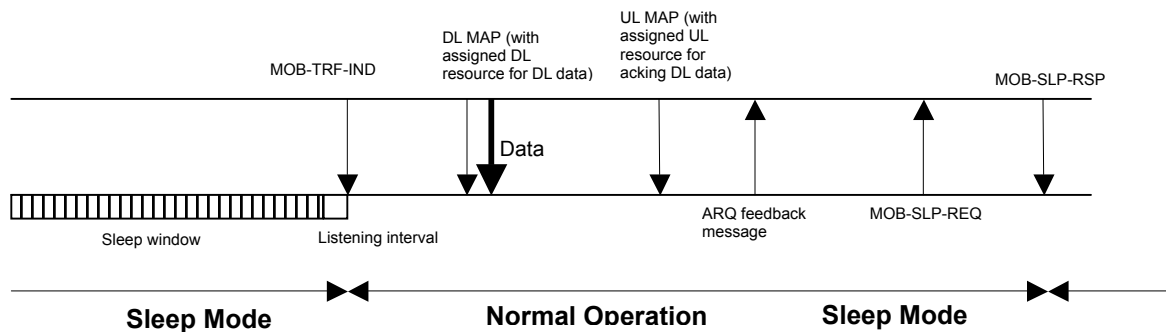 MOB-TRF-IND
DL MAP (with
assigned DL
resource for DL data)
UL MAP (with
assigned UL
resource for
acking DL data)
MOB-SLP-RSP
Data
Sleep window
Listening interval
ARQ feedback
message
MOB-SLP-REQ
Sleep Mode
Normal Operation
Sleep Mode